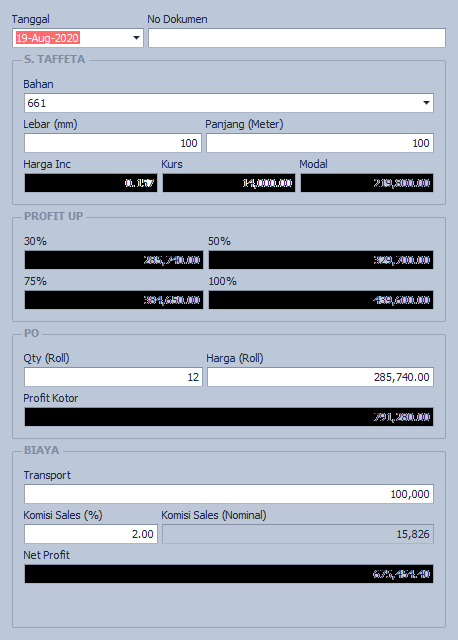 Tanggal No Dokumen
19-Aug-2020
S. TAFFETA
Bahan
661
Lebar (mm) Panjang (Meter)
100 100
Harga Inc Kurs Modal
0.157 14,000.00 219,800.00
PROFIT UP
30% 50%
285,740.00 329,700.00
75% 100%
384,650.00 439,600.00
PO
Qty (Roll) Harga (Roll)
12 285,740.00
Profit Kotor
791,280.00
BIAYA
Transport
100,000
Komisi Sales (%) Komisi Sales (Nominal)
2.00 15,826
Net Profit
675,454.40